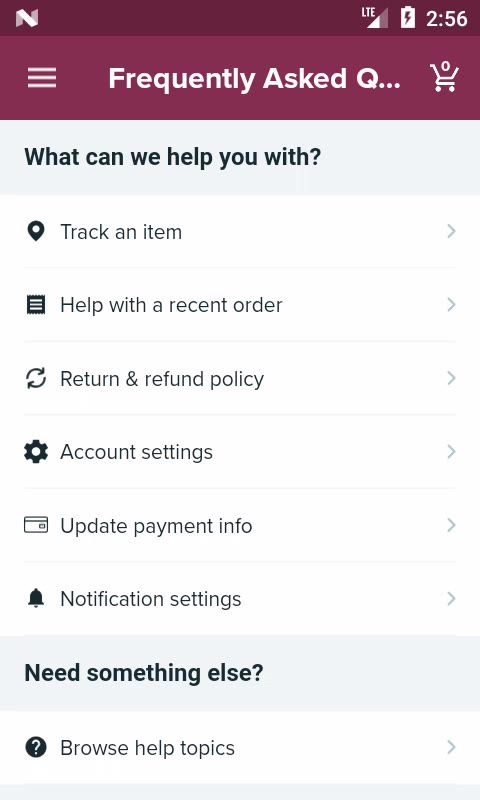 LTE 2:56
Frequently Asked Q...
0
What can we help you with?
Track an item
Help with a recent order
Return & refund policy
Account settings
Update payment info
Notification settings
Need something else?
Browse help topics